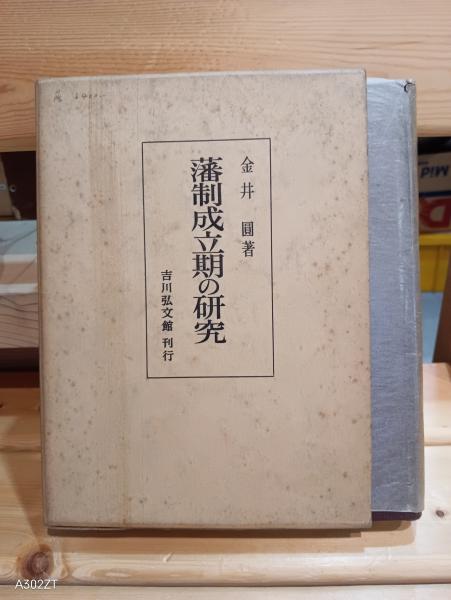 金井 圓著
藩制成立期の研究
吉川弘文館 刊行
Mid
A302ZT